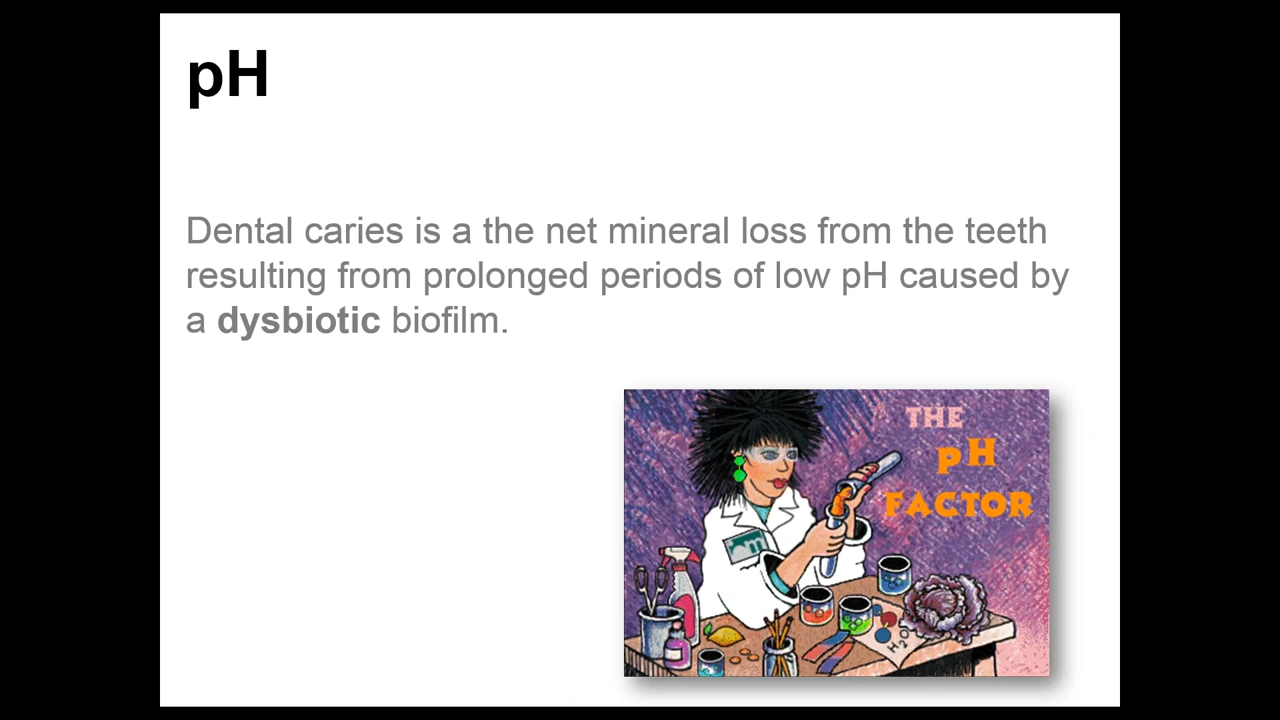 pH
Dental caries is a the net mineral loss from the teeth
resulting from prolonged periods of low pH caused by
a dysbiotic biofilm.
THE
pH
FACTOR
H2O